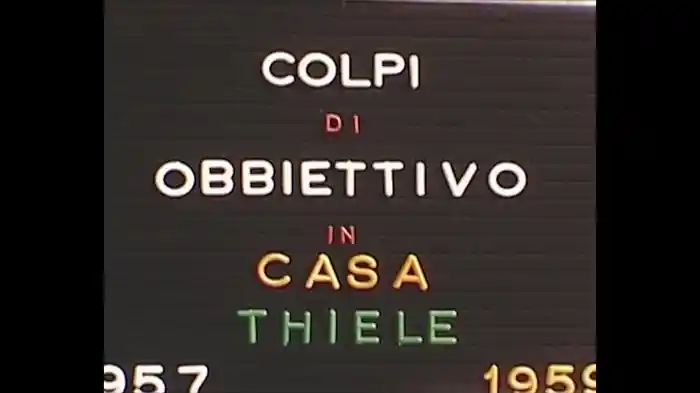 COLPI
DI
OBBIETTIVO
IN
CASA
THIELE
957 1959